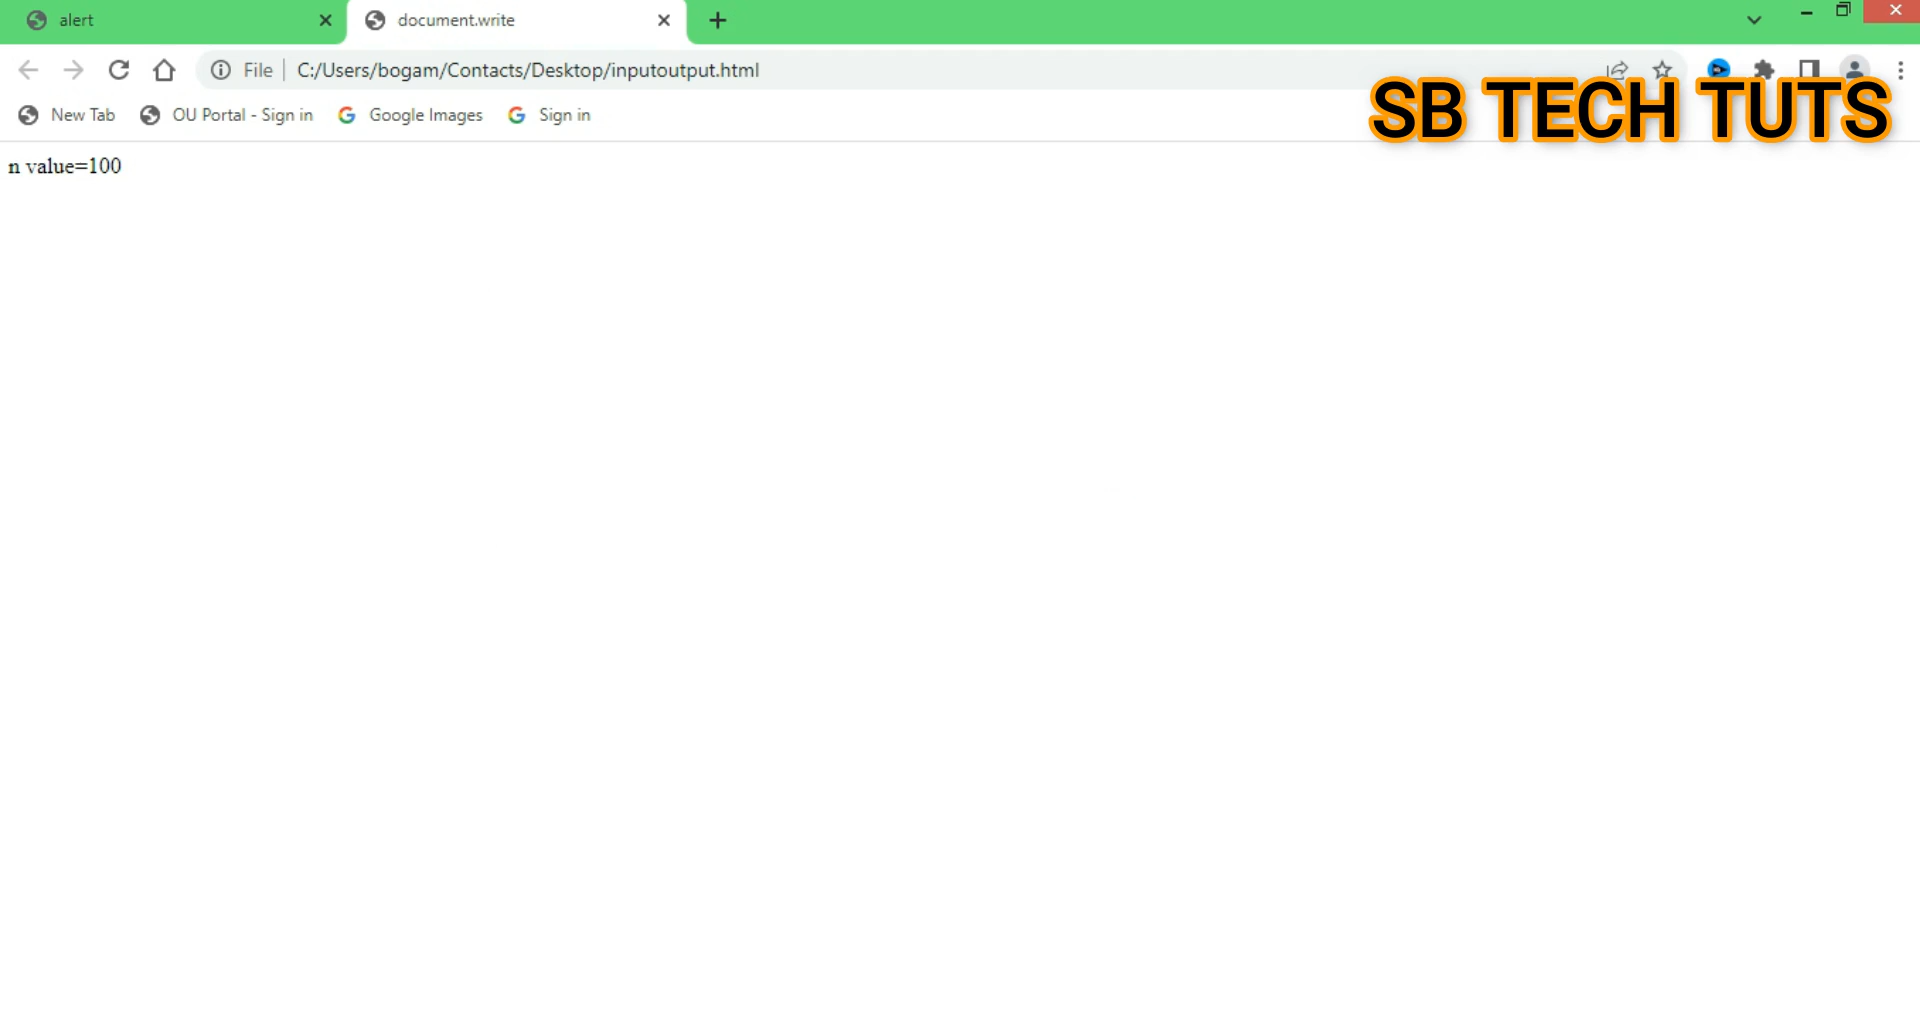 alert
document.write
File
C:/Users/bogam/Contacts/Desktop/inputoutput.html
New Tab
OU Portal - Sign in
Google Images
Sign in
SB TECH TUTS
n value=100